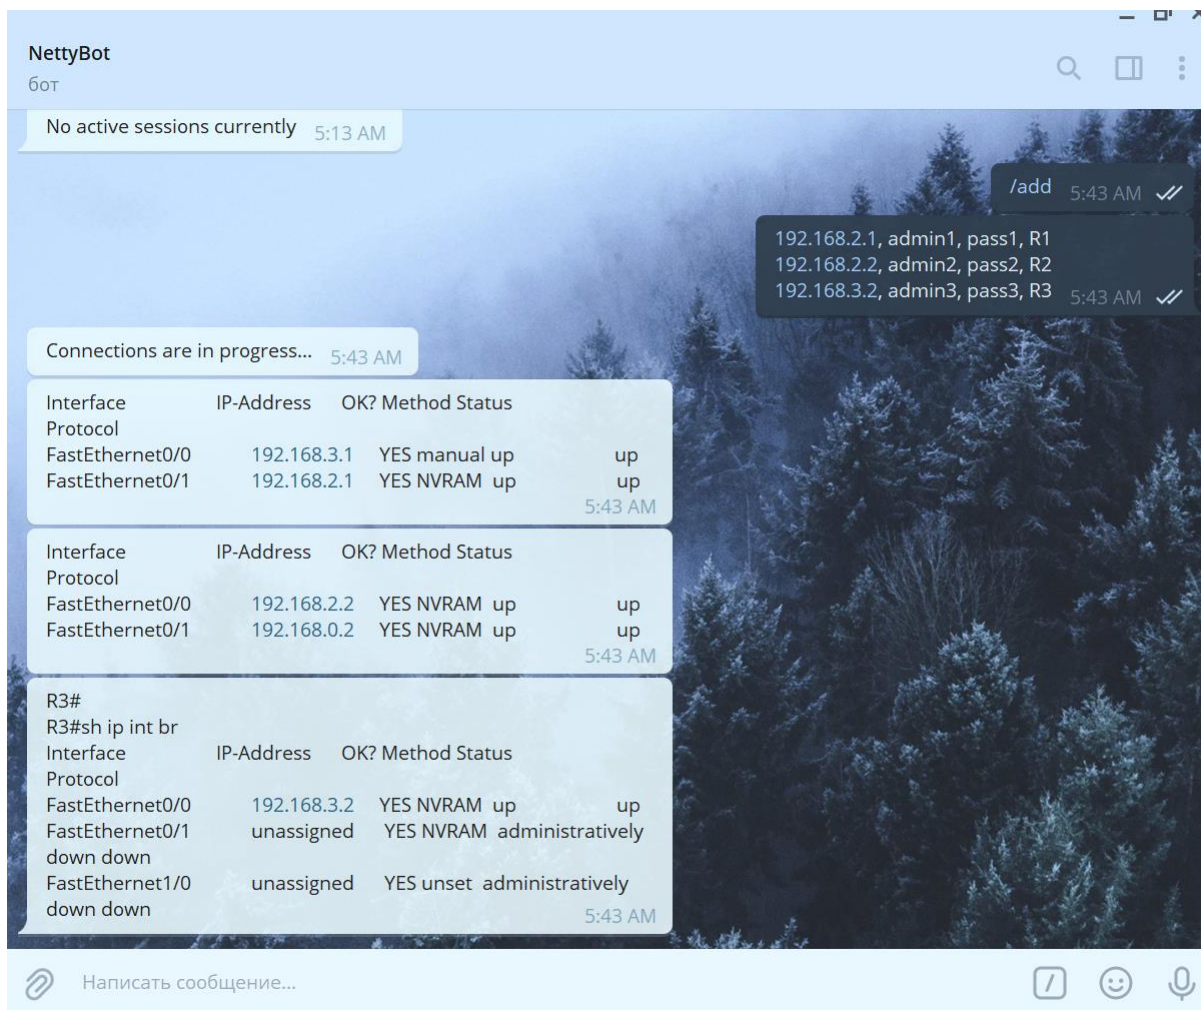 NettyBot
бот
No active sessions currently 5:13 AM
/add 5:43 AM
192.168.2.1, admin1, pass1, R1
192.168.2.2, admin2, pass2, R2
192.168.3.2, admin3, pass3, R3 5:43 AM
Connections are in progress... 5:43 AM
Interface IP-Address OK? Method Status
Protocol
FastEthernet0/0 192.168.3.1 YES manual up up
FastEthernet0/1 192.168.2.1 YES NVRAM up up
5:43 AM
Interface IP-Address OK? Method Status
Protocol
FastEthernet0/0 192.168.2.2 YES NVRAM up up
FastEthernet0/1 192.168.0.2 YES NVRAM up up
5:43 AM
R3#
R3#sh ip int br
Interface IP-Address OK? Method Status
Protocol
FastEthernet0/0 192.168.3.2 YES NVRAM up up
FastEthernet0/1 unassigned YES NVRAM administratively
down down
FastEthernet1/0 unassigned YES unset administratively
down down
5:43 AM
Написать сообщение...